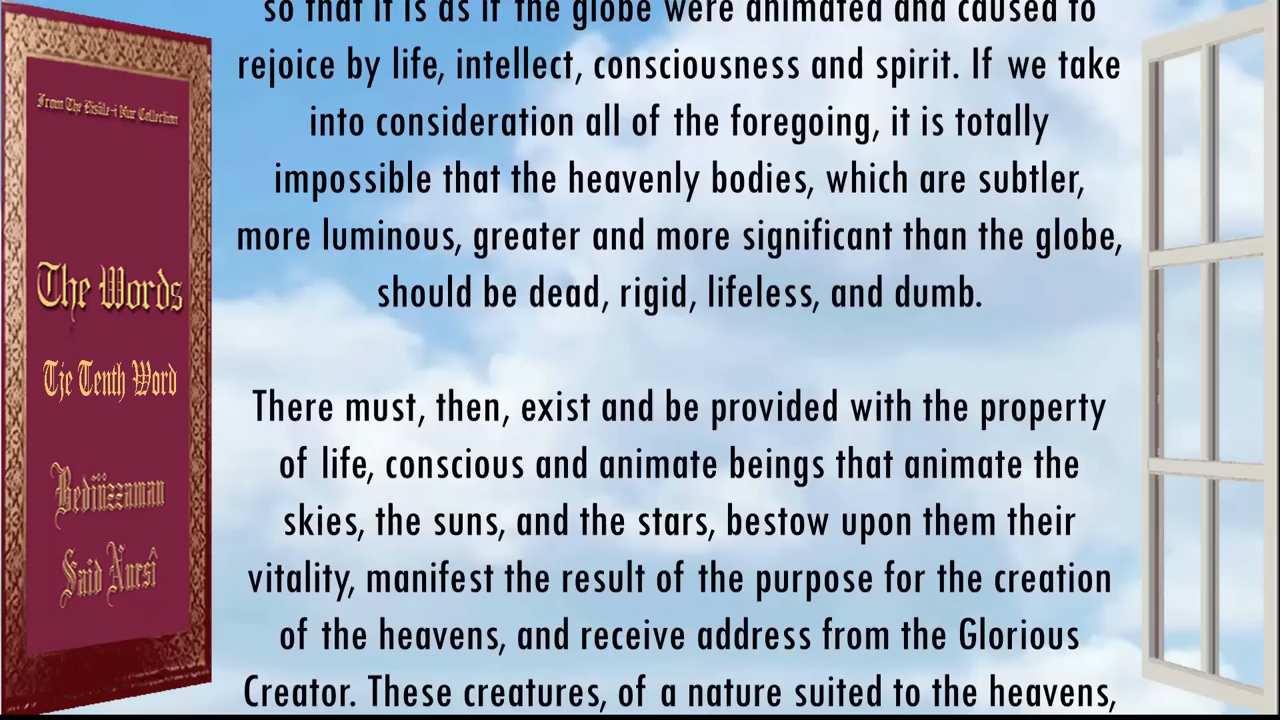 From The Risâle-i Nur Collection
The Words
Tje Tenth Word
Bediüzzaman
Said Nursî
so that it is as if the globe were animated and caused to
rejoice by life, intellect, consciousness and spirit. If we take
into consideration all of the foregoing, it is totally
impossible that the heavenly bodies, which are subtler,
more luminous, greater and more significant than the globe,
should be dead, rigid, lifeless, and dumb.
There must, then, exist and be provided with the property
of life, conscious and animate beings that animate the
skies, the suns, and the stars, bestow upon them their
vitality, manifest the result of the purpose for the creation
of the heavens, and receive address from the Glorious
Creator. These creatures, of a nature suited to the heavens,